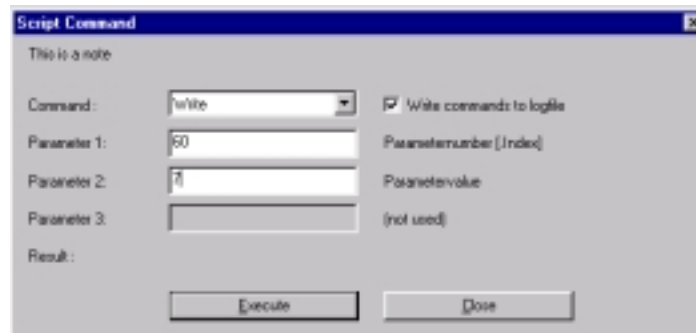 Script Command
This is a note
Command: Write Write commands to logfile
Parameter 1: 60 Parameternumber [.Index]
Parameter 2: 7 Parametervalue
Parameter 3: (not used)
Result:
Execute Close